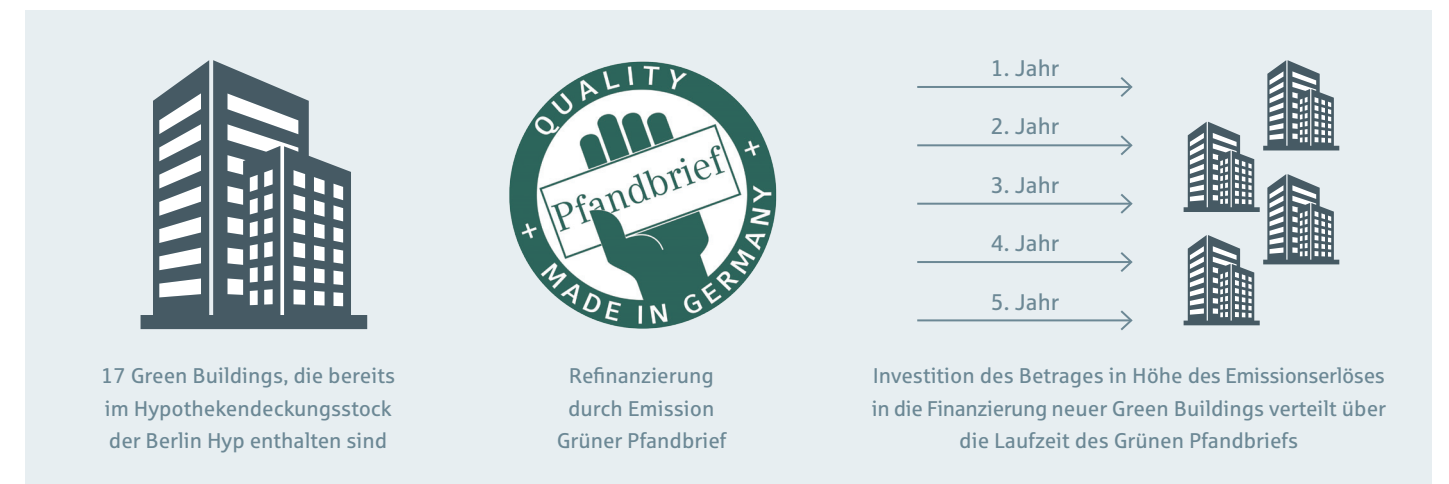 QUALITY
Pfandbrief
MADE IN GERMANY
1. Jahr
2. Jahr
3. Jahr
4. Jahr
5. Jahr
17 Green Buildings, die bereits
im Hypothekendeckungsstock
der Berlin Hyp enthalten sind
Refinanzierung
durch Emission
Grüner Pfandbrief
Investition des Betrages in Höhe des Emissionserlöses
in die Finanzierung neuer Green Buildings verteilt über
die Laufzeit des Grünen Pfandbriefs